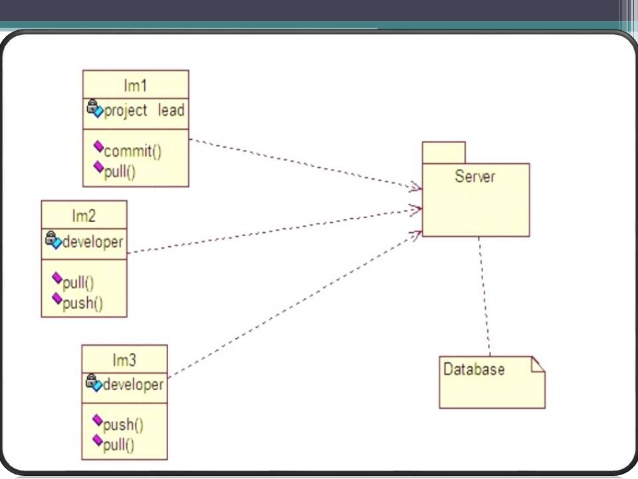 Im1
project lead
commit()
pull()
Server
Im2
developer
pull()
push()
Im3
developer
push()
pull()
Database